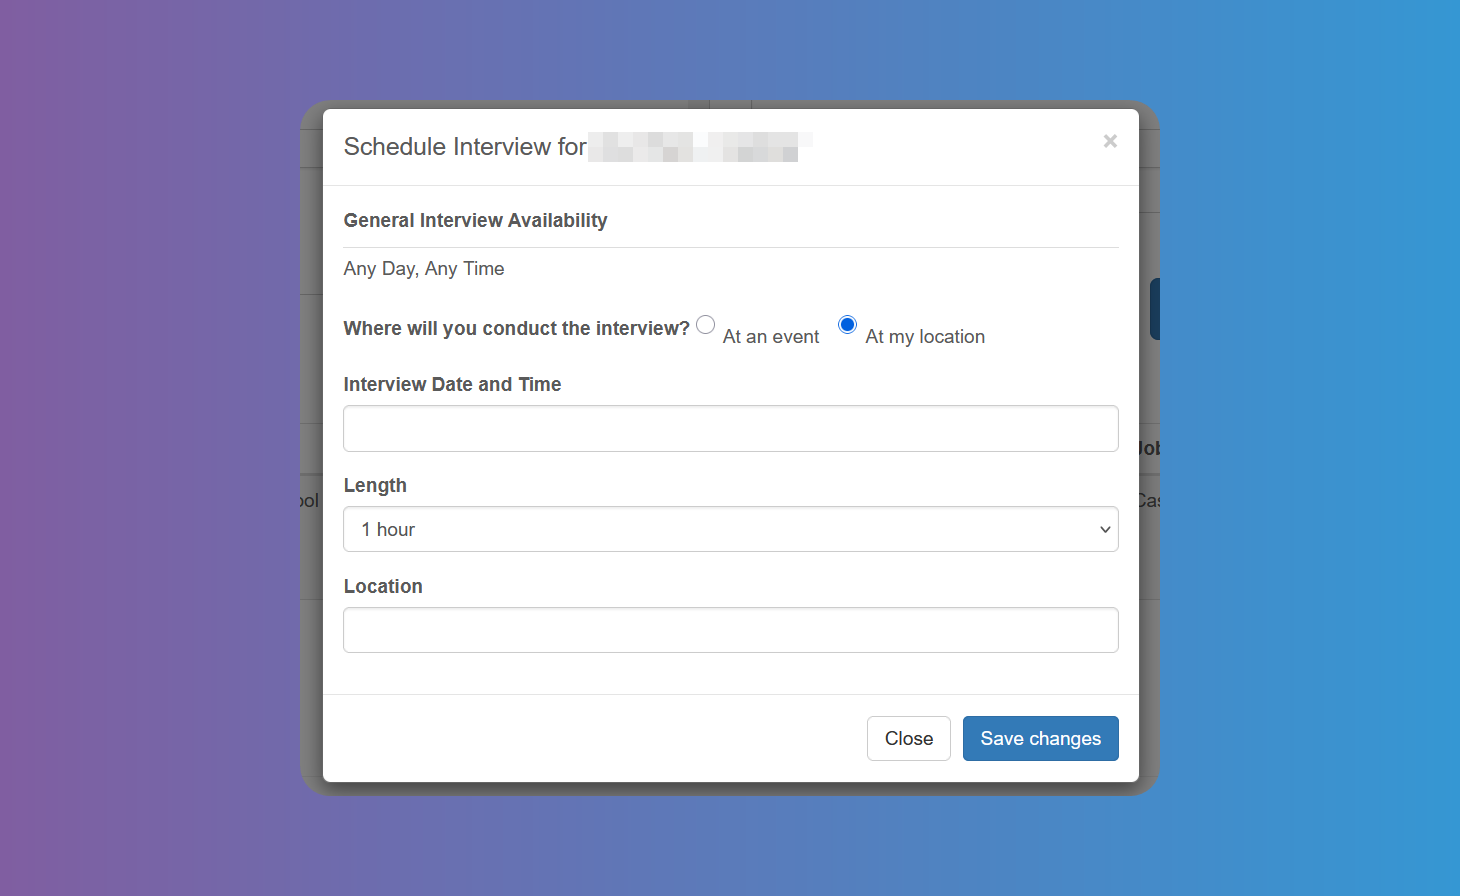 Schedule Interview for
×
General Interview Availability
Any Day, Any Time
Where will you conduct the interview? At an event At my location
Interview Date and Time
Length
1 hour
Location
Close Save changes